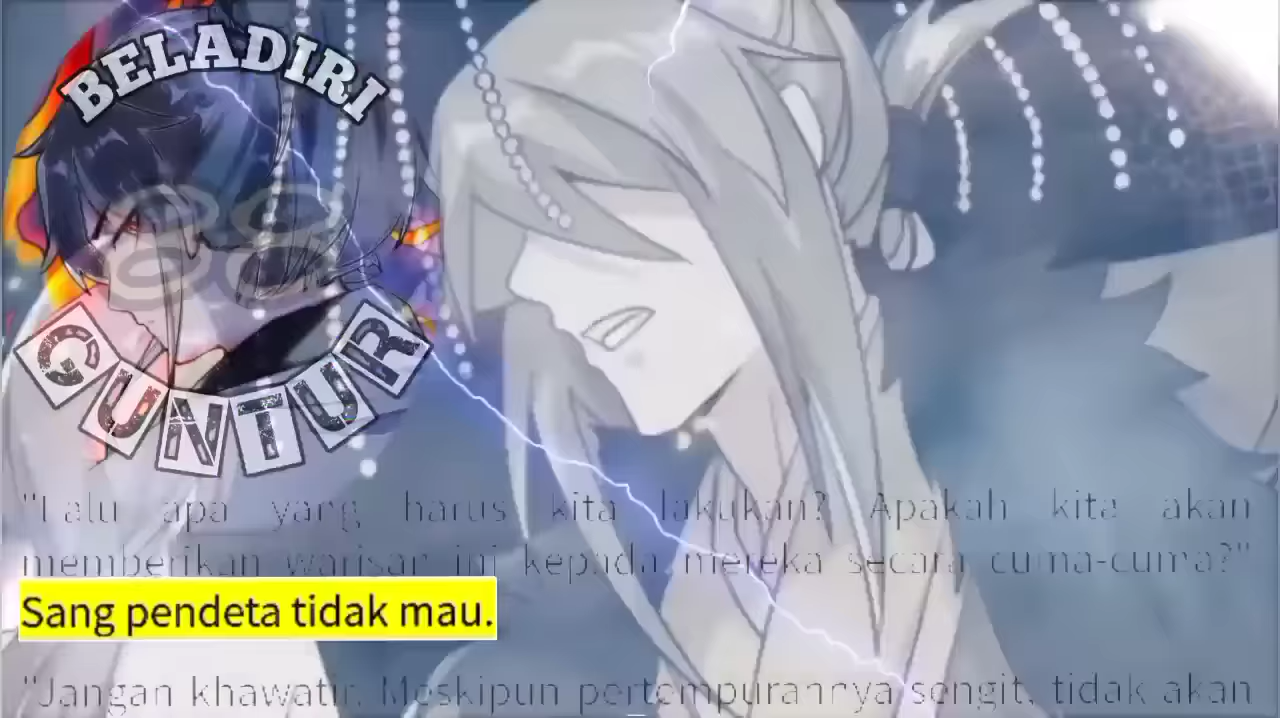 BELADIRI
GUNTUR
"Lalu apa yang harus kita lakukan? Apakah kita akan
memberikan warisan ini kepada mereka secara cuma-cuma?"
Sang pendeta tidak mau.
"Jangan khawatir. Meskipun pertempurannya sengit, tidak akan